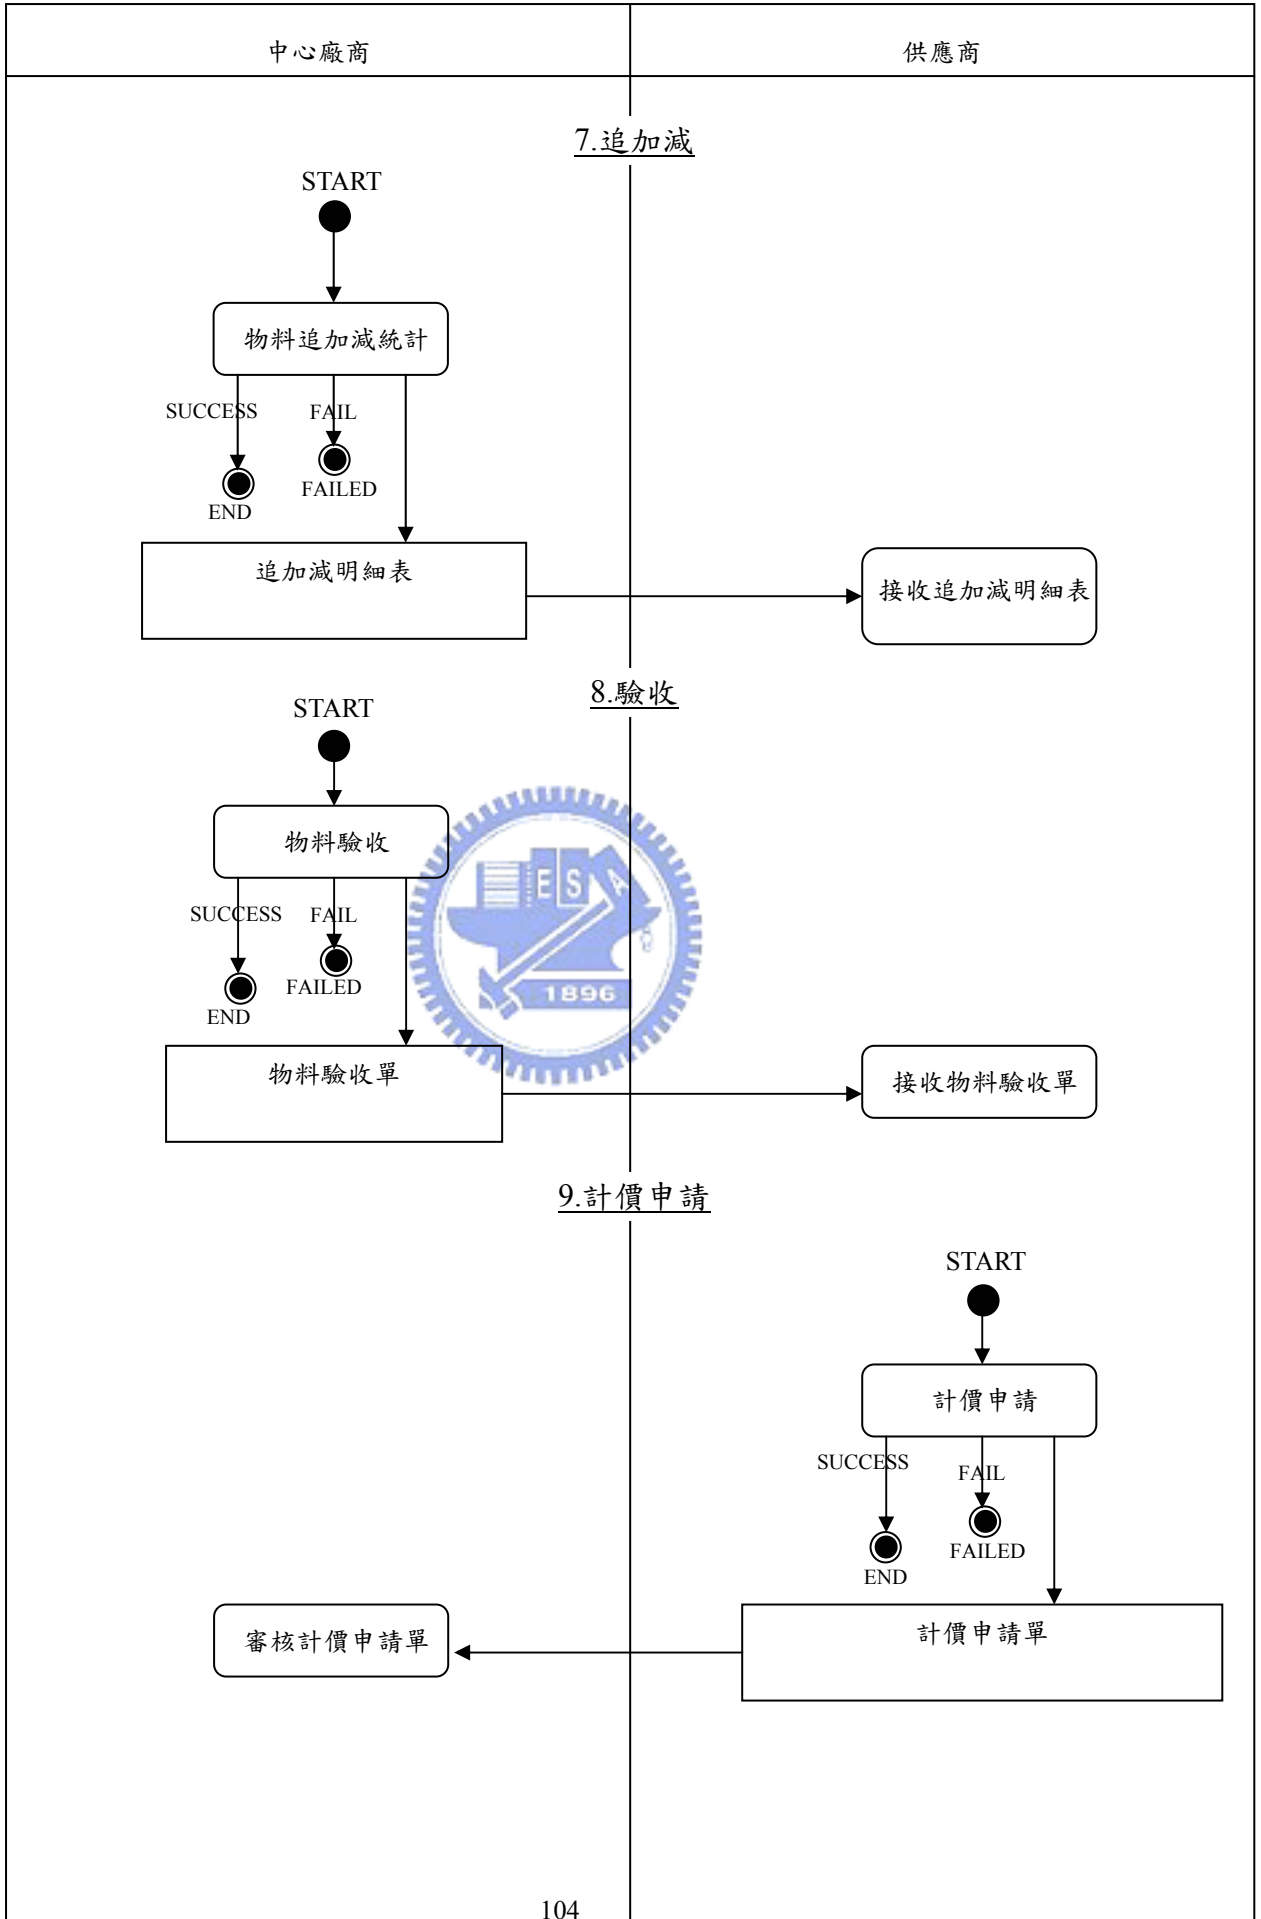 中心廠商
供應商
7.追加減
START
物料追加減統計
SUCCESS
FAIL
FAILED
END
追加減明細表
接收追加減明細表
8.驗收
START
物料驗收
SUCCESS
FAIL
FAILED
END
ESA
1896
物料驗收單
接收物料驗收單
9.計價申請
START
計價申請
SUCCESS
FAIL
FAILED
END
審核計價申請單
計價申請單
104